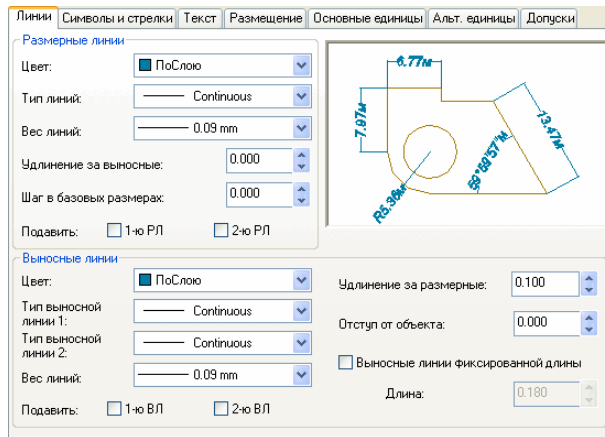 Линии Символы и стрелки Текст Размещение Основные единицы Альт. единицы Допуски
Размерные линии
Цвет: ПоСлою
Тип линий: Continuous
Вес линий: 0.09 mm
Удлинение за выносные: 0.000
Шаг в базовых размерах: 0.000
Подавить: 1-ю РЛ 2-ю РЛ
6.77м
7.97м
13.47м
59°59'57"м
R5.36м
Выносные линии
Цвет: ПоСлою
Тип выносной
линии 1: Continuous
Тип выносной
линии 2: Continuous
Вес линий: 0.09 mm
Подавить: 1-ю ВЛ 2-ю ВЛ
Удлинение за размерные: 0.100
Отступ от объекта: 0.000
Выносные линии фиксированной длины
Длина: 0.180